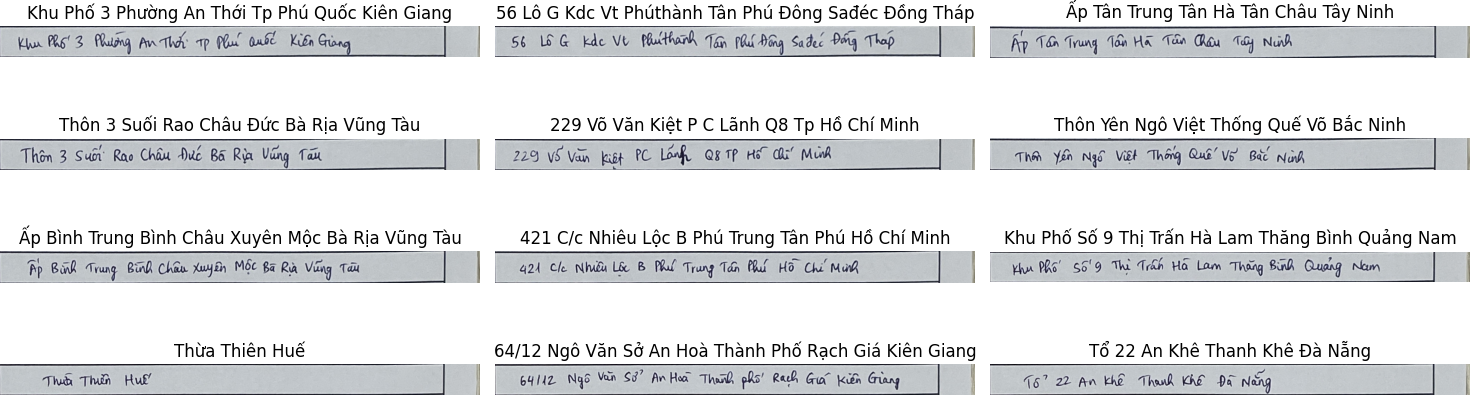 Khu Phố 3 Phường An Thới Tp Phú Quốc Kiên Giang
Khu Phố 3 Phường An Thới TP Phú Quốc Kiên Giang
56 Lô G Kdc Vt Phúthành Tân Phú Đông Sađéc Đồng Tháp
56 Lô G Kdc Vt Phúthành Tân Phú Đông Sađéc Đồng Tháp
Ấp Tân Trung Tân Hà Tân Châu Tây Ninh
Ấp Tân Trung Tân Hà Tân Châu Tây Ninh
Thôn 3 Suối Rao Châu Đức Bà Rịa Vũng Tàu
Thôn 3 Suối Rao Châu Đức Bà Rịa Vũng Tàu
229 Võ Văn Kiệt P C Lãnh Q8 Tp Hồ Chí Minh
229 Võ Văn Kiệt PC Lãnh Q8 TP Hồ Chí Minh
Thôn Yên Ngô Việt Thống Quế Võ Bắc Ninh
Thôn Yên Ngô Việt Thống Quế Võ Bắc Ninh
Ấp Bình Trung Bình Châu Xuyên Mộc Bà Rịa Vũng Tàu
Ấp Bình Trung Bình Châu Xuyên Mộc Bà Rịa Vũng Tàu
421 C/c Nhiêu Lộc B Phú Trung Tân Phú Hồ Chí Minh
421 C/c Nhiêu Lộc B Phú Trung Tân Phú Hồ Chí Minh
Khu Phố Số 9 Thị Trấn Hà Lam Thăng Bình Quảng Nam
Khu Phố Số 9 Thị Trấn Hà Lam Thăng Bình Quảng Nam
Thừa Thiên Huế
Thừa Thiên Huế
64/12 Ngô Văn Sở An Hoà Thành Phố Rạch Giá Kiên Giang
64/12 Ngô Văn Sở An Hoà Thành phố Rạch Giá Kiên Giang
Tổ 22 An Khê Thanh Khê Đà Nẵng
Tổ 22 An Khê Thanh Khê Đà Nẵng